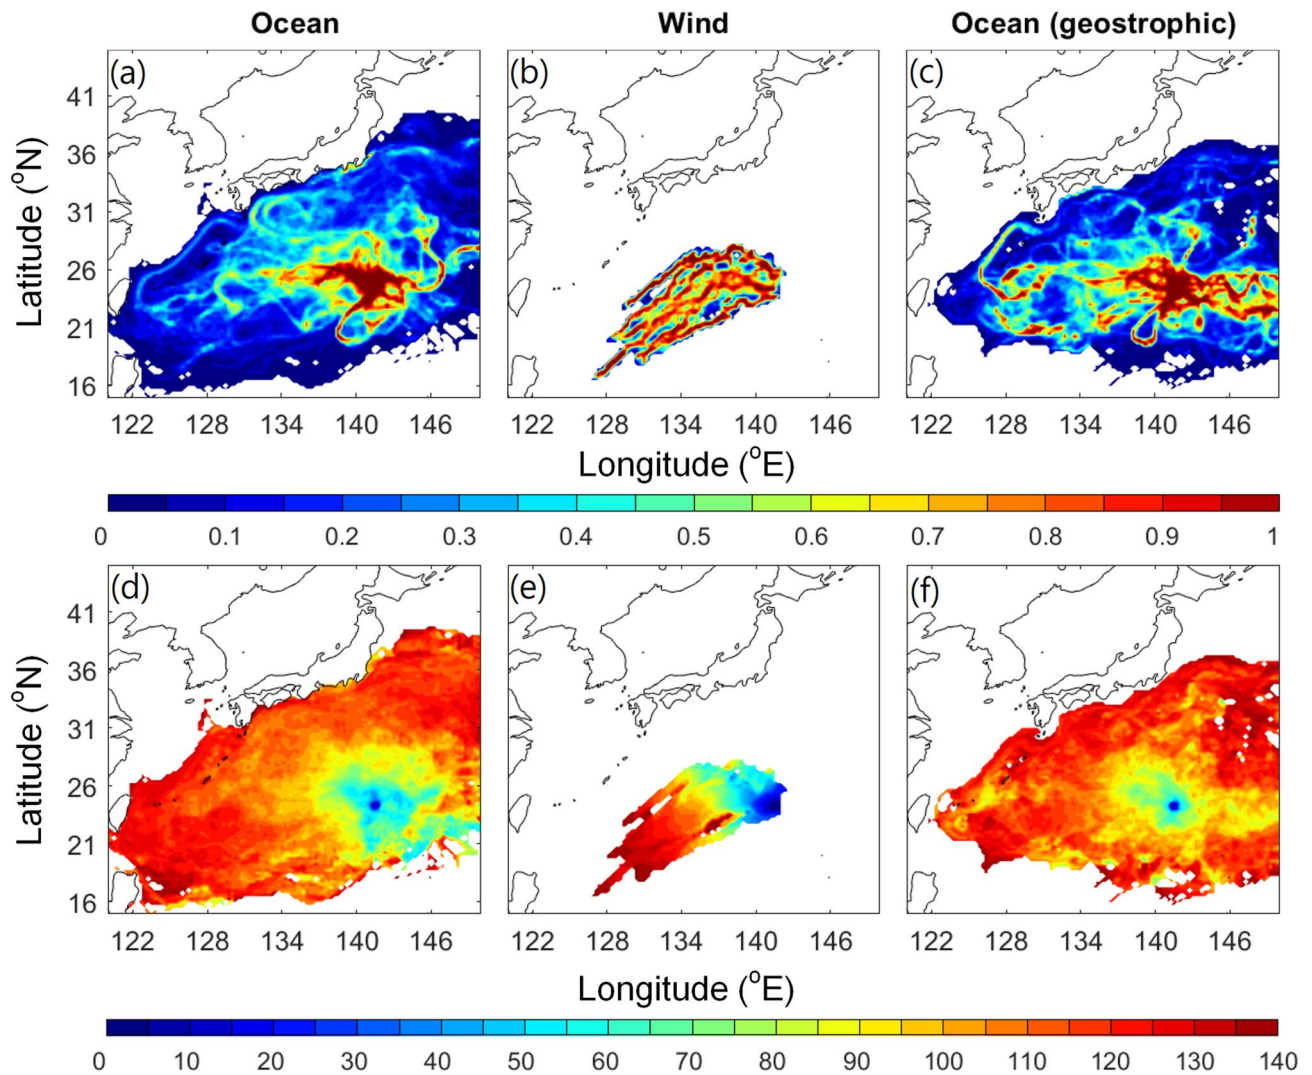 Ocean Wind Ocean (geostrophic)
(a) (b) (c)
41
36
31
26
21
16
Latitude (°N)
122 128 134 140 146 122 128 134 140 146 122 128 134 140 146
Longitude (°E)
0 0.1 0.2 0.3 0.4 0.5 0.6 0.7 0.8 0.9 1
(d) (e) (f)
41
36
31
26
21
16
Latitude (°N)
122 128 134 140 146 122 128 134 140 146 122 128 134 140 146
Longitude (°E)
0 10 20 30 40 50 60 70 80 90 100 110 120 130 140